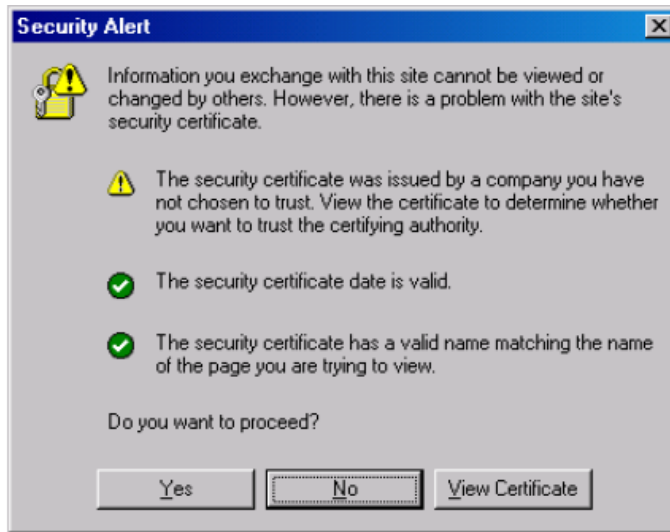 Security Alert
Information you exchange with this site cannot be viewed or
changed by others. However, there is a problem with the site's
security certificate.
The security certificate was issued by a company you have
not chosen to trust. View the certificate to determine whether
you want to trust the certifying authority.
The security certificate date is valid.
The security certificate has a valid name matching the name
of the page you are trying to view.
Do you want to proceed?
Yes No View Certificate